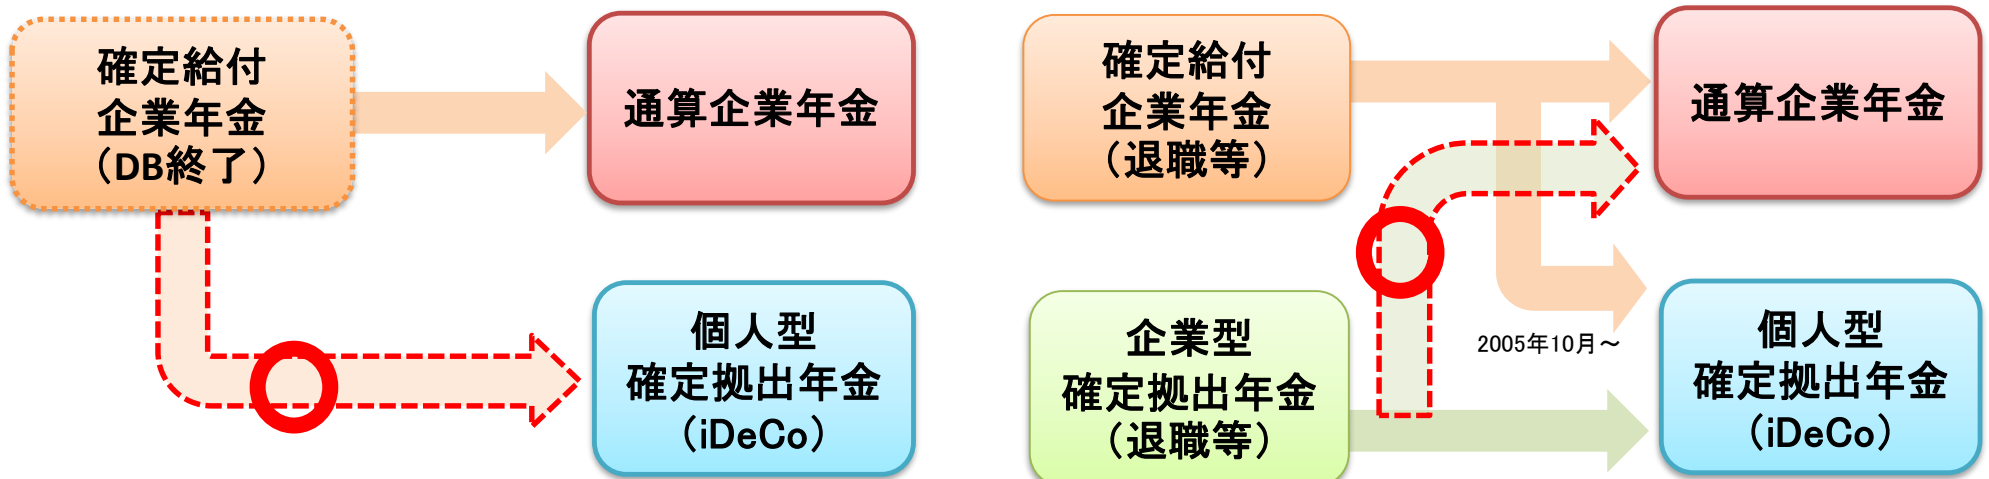 確定給付
企業年金
（DB終了）
通算企業年金
個人型
確定拠出年金
（iDeCo）
確定給付
企業年金
（退職等）
通算企業年金
企業型
確定拠出年金
（退職等）
2005年10月～
個人型
確定拠出年金
（iDeCo）